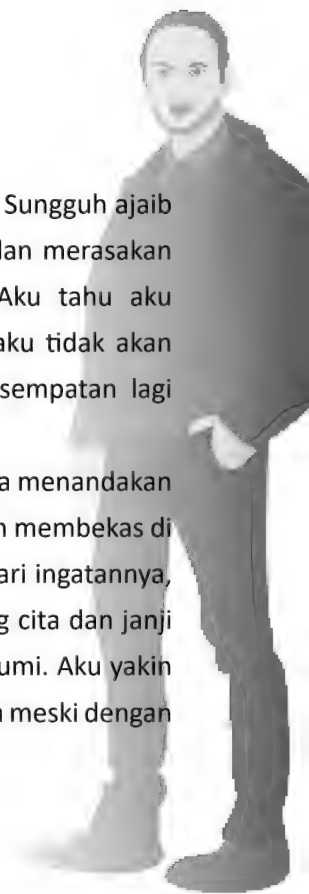 Sungguh ajaib
dan merasakan
Aku tahu aku
aku tidak akan
sempatan lagi
a menandakan
n membekas di
ari ingatannya,
g cita dan janji
umi. Aku yakin
n meski dengan